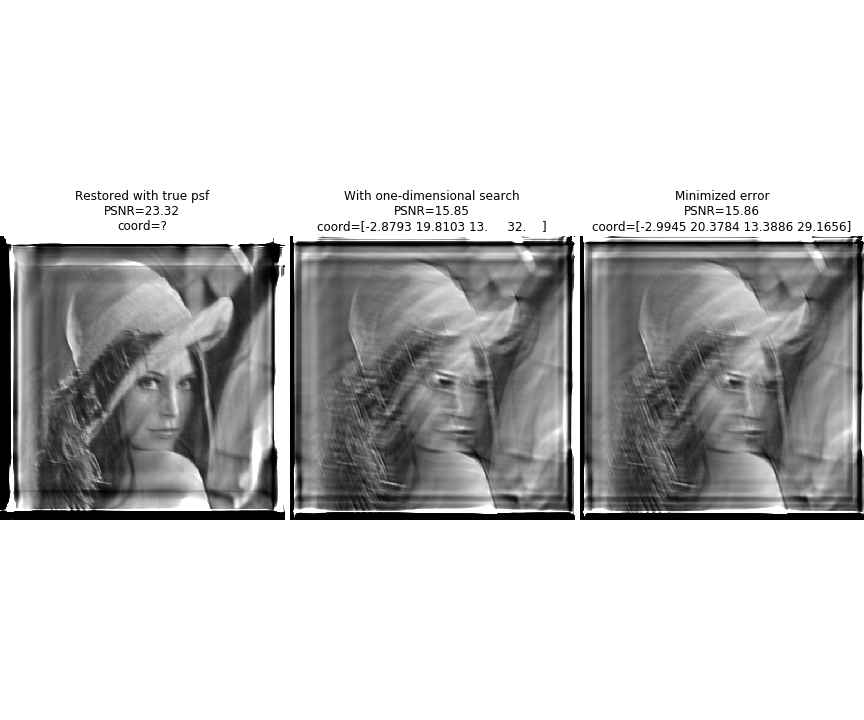 Restored with true psf
PSNR=23.32
coord=?
With one-dimensional search
PSNR=15.85
coord=[-2.8793 19.8103 13. 32. ]
Minimized error
PSNR=15.86
coord=[-2.9945 20.3784 13.3886 29.1656]